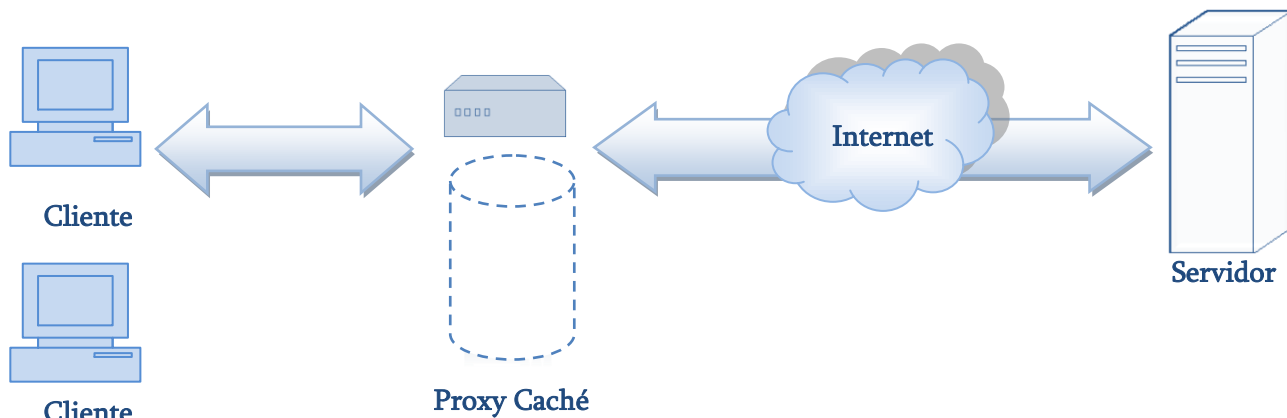 Internet
Cliente
Servidor
Proxy Caché
Cliente